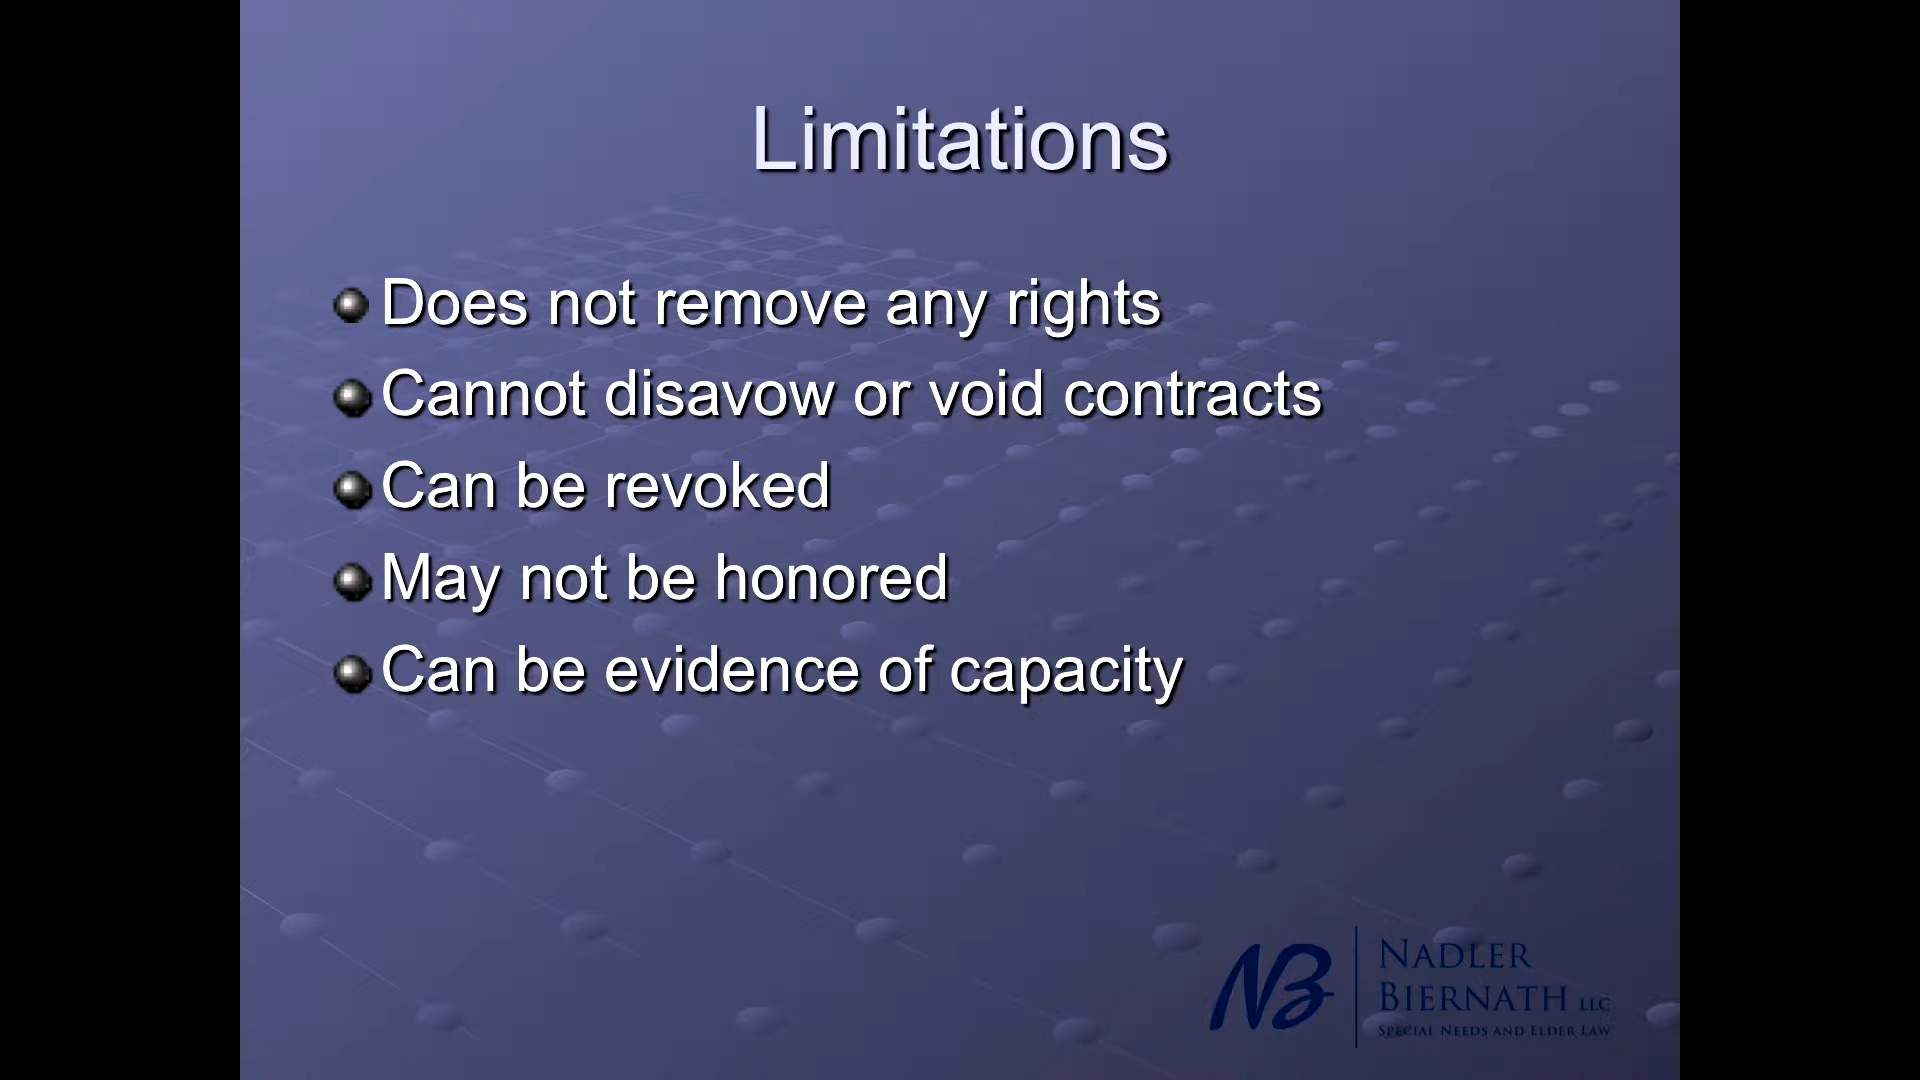 Limitations
Does not remove any rights
Cannot disavow or void contracts
Can be revoked
May not be honored
Can be evidence of capacity
NB
NADLER
BIERNATH LLC
SPECIAL NEEDS AND ELDER LAW